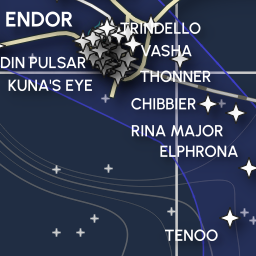 ENDOR
TRINDELLO
VASHA
DIN PULSAR
THONNER
KUNA'S EYE
CHIBBIER
RINA MAJOR
ELPHRONA
TENOO